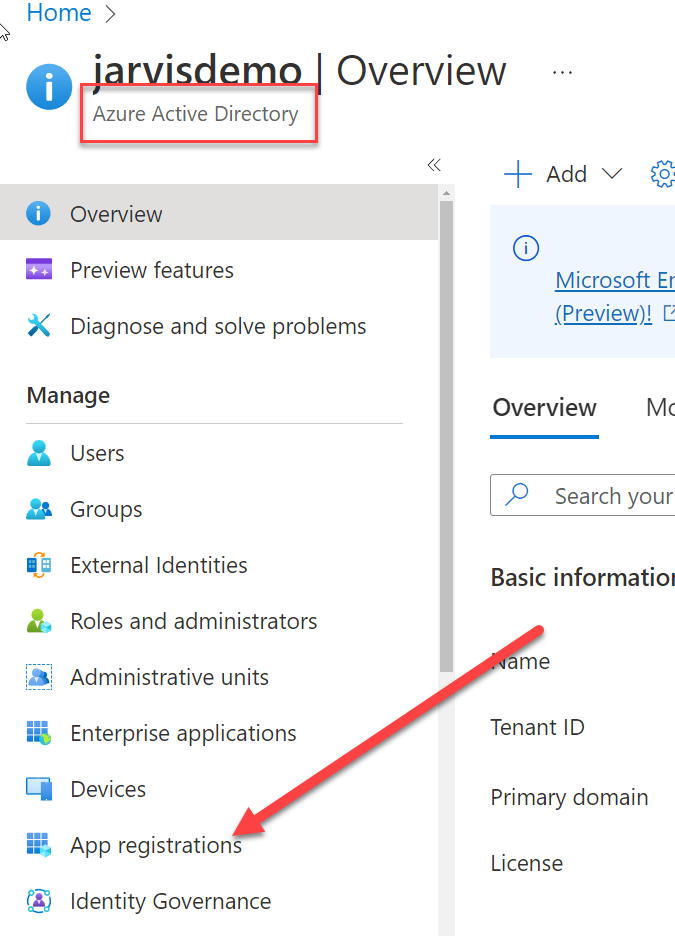 Home
jarvisdemo | Overview
Azure Active Directory
Add
Overview
Preview features
Diagnose and solve problems
Manage
Users
Groups
External Identities
Roles and administrators
Administrative units
Enterprise applications
Devices
App registrations
Identity Governance
Microsoft En
(Preview)!
Overview
Mo
Search your
Basic information
Name
Tenant ID
Primary domain
License